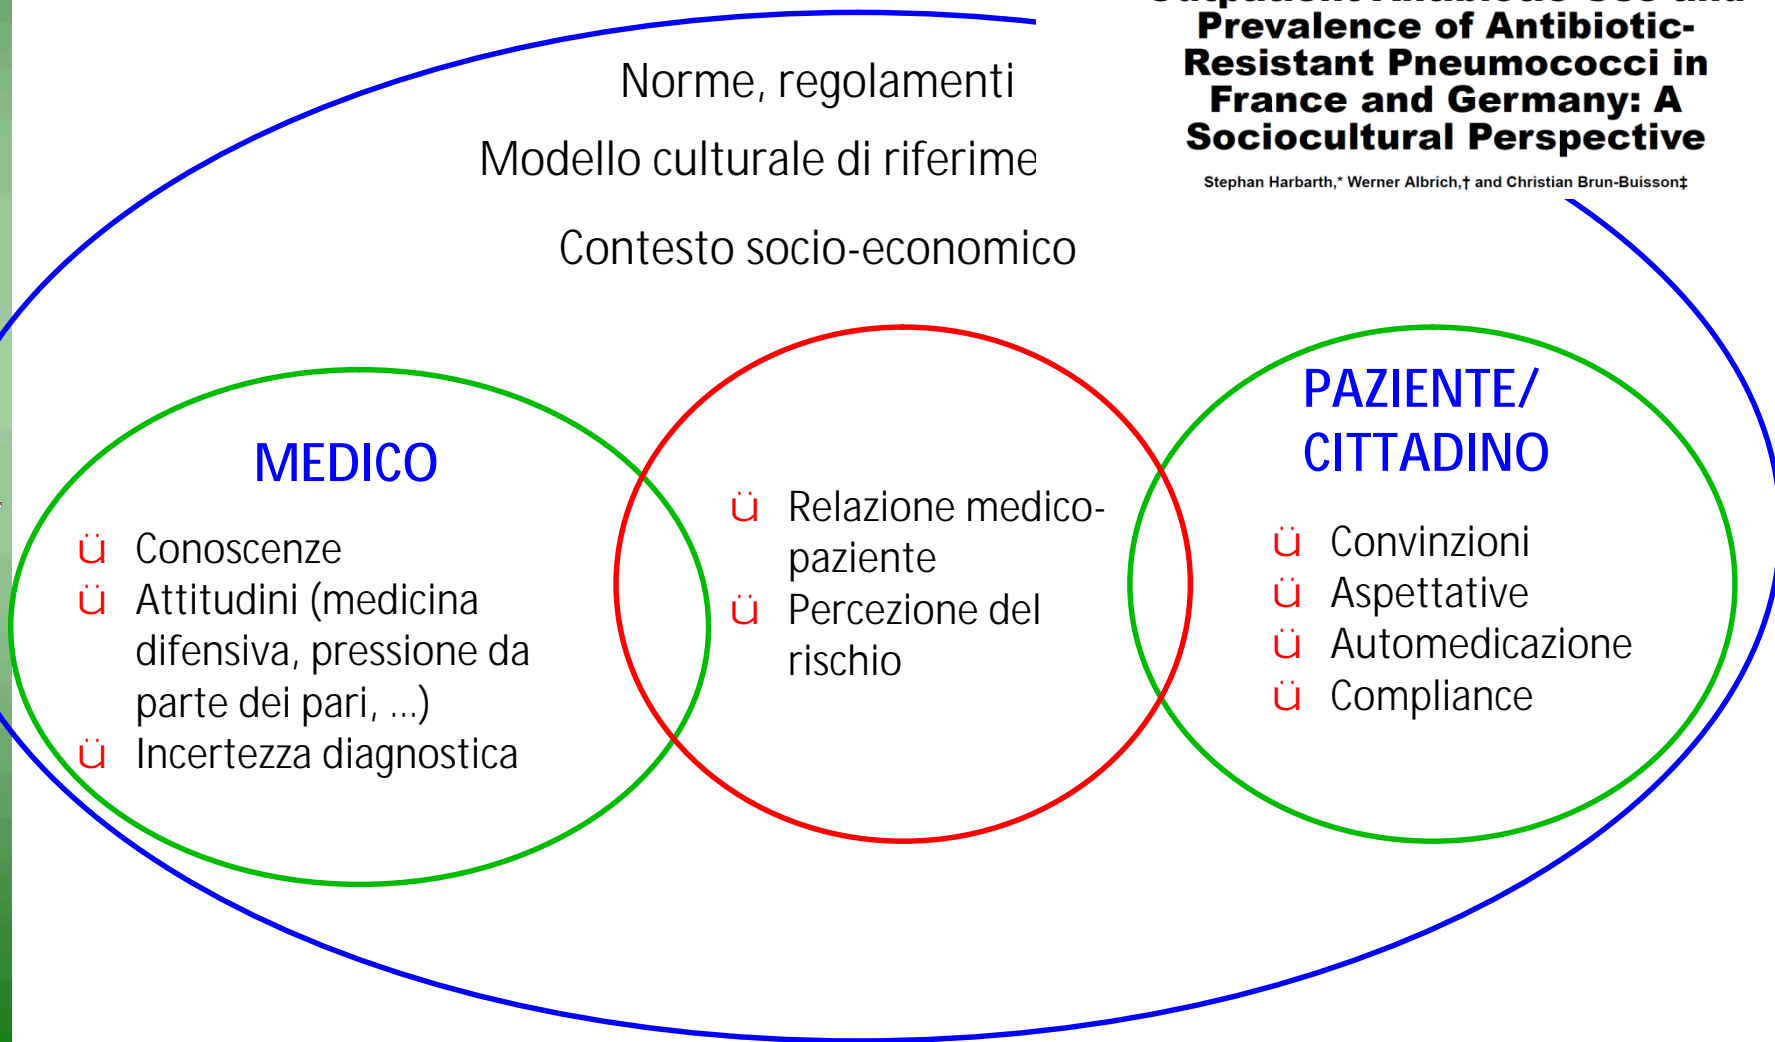 Prevalence of Antibiotic-
Resistant Pneumococci in
France and Germany: A
Sociocultural Perspective
Stephan Harbarth,* Werner Albrich,† and Christian Brun-Buisson‡
Norme, regolamenti
Modello culturale di riferime
Contesto socio-economico
MEDICO
ü Conoscenze
ü Attitudini (medicina
difensiva, pressione da
parte dei pari, ...)
ü Incertezza diagnostica
ü Relazione medico-
paziente
ü Percezione del
rischio
PAZIENTE/
CITTADINO
ü Convinzioni
ü Aspettative
ü Automedicazione
ü Compliance